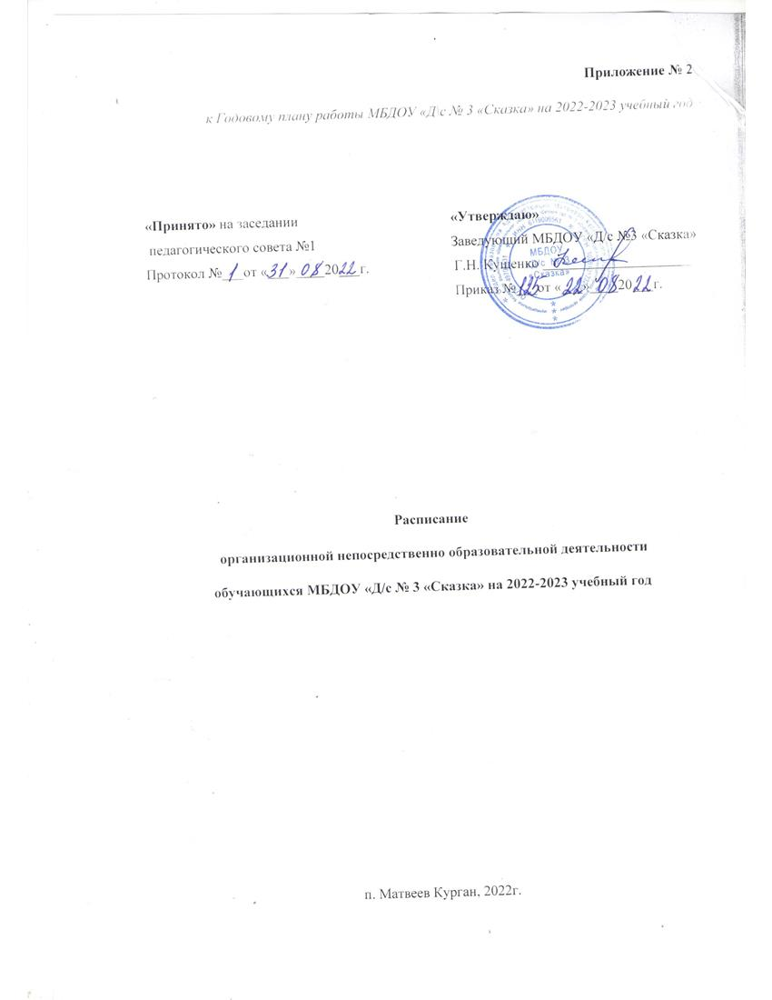 Приложение № 2
к Годовому плану работы МБДОУ «Д/с № 3 «Сказка» на 2022-2023 учебный год
«Принято» на заседании
педагогического совета №1
Протокол № 1 от «31» 08 2022 г.
«Утверждаю»
Заведующий МБДОУ «Д/с №3 «Сказка»
Г.Н. Кущенко
Приказ № 125 от « 22 » 08 2022 г.
МБДОУ
«Сказка»
Расписание
организационной непосредственно образовательной деятельности
обучающихся МБДОУ «Д/с № 3 «Сказка» на 2022-2023 учебный год
п. Матвеев Курган, 2022г.